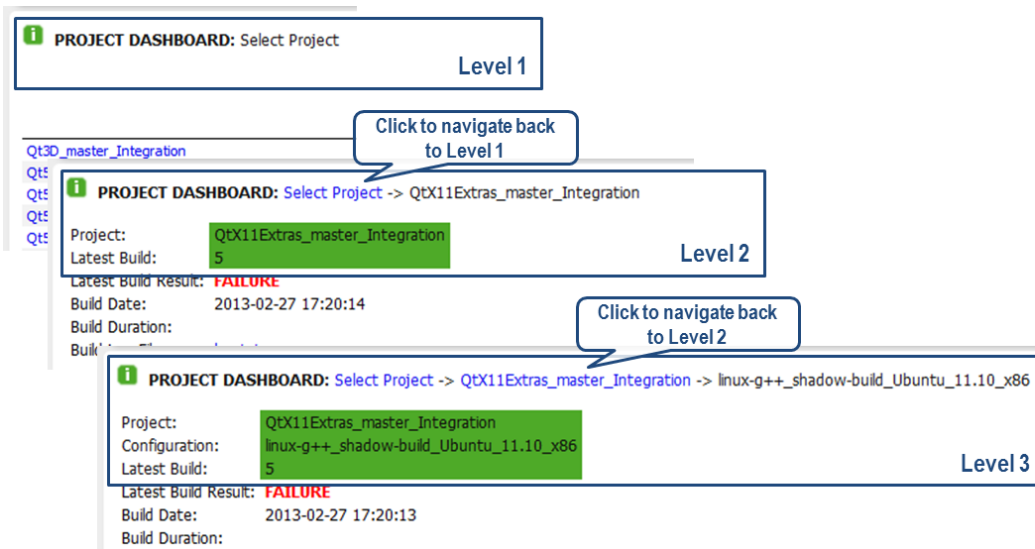 PROJECT DASHBOARD: Select Project
Level 1
Click to navigate back
to Level 1
Qt3D_master_Integration
Qt5
Qt5
Qt5
Qt5
PROJECT DASHBOARD: Select Project -> QtX11Extras_master_Integration
Project: QtX11Extras_master_Integration
Latest Build: 5
Level 2
Latest Build Result: FAILURE
Build Date: 2013-02-27 17:20:14
Build Duration:
Click to navigate back
to Level 2
PROJECT DASHBOARD: Select Project -> QtX11Extras_master_Integration -> linux-g++_shadow-build_Ubuntu_11.10_x86
Project: QtX11Extras_master_Integration
Configuration: linux-g++_shadow-build_Ubuntu_11.10_x86
Latest Build: 5
Level 3
Latest Build Result: FAILURE
Build Date: 2013-02-27 17:20:13
Build Duration: